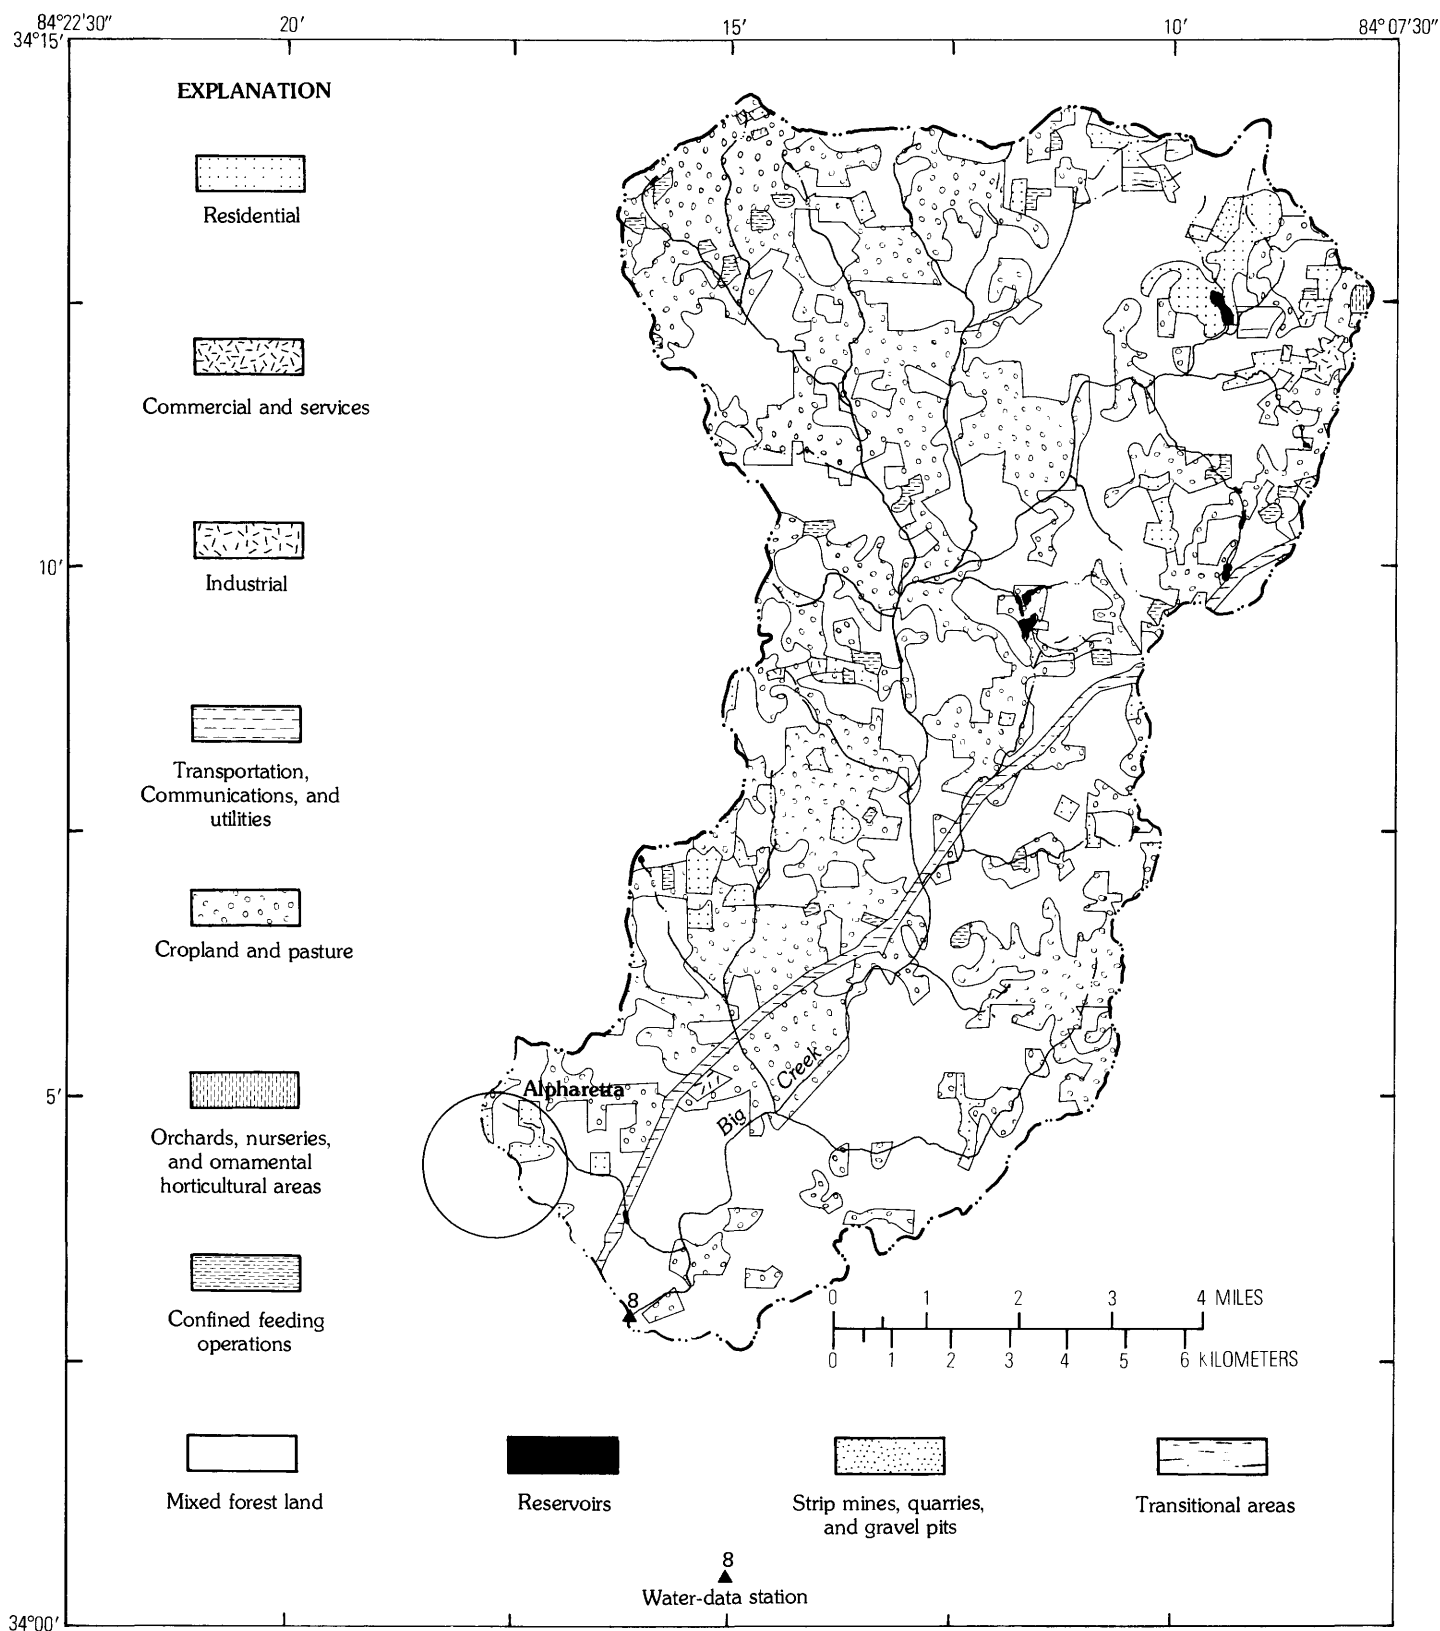 84°22'30" 20' 15' 10' 84°07'30"
34°15'
EXPLANATION
Residential
Commercial and services
Industrial
10'
Transportation,
Communications, and
utilities
Cropland and pasture
5'
Alpharetta
Big Creek
Orchards, nurseries,
and ornamental
horticultural areas
Confined feeding
operations
8
0 1 2 3 4 MILES
0 1 2 3 4 5 6 KILOMETERS
Mixed forest land
Reservoirs
Strip mines, quarries,
and gravel pits
Transitional areas
8
Water-data station
34°00'